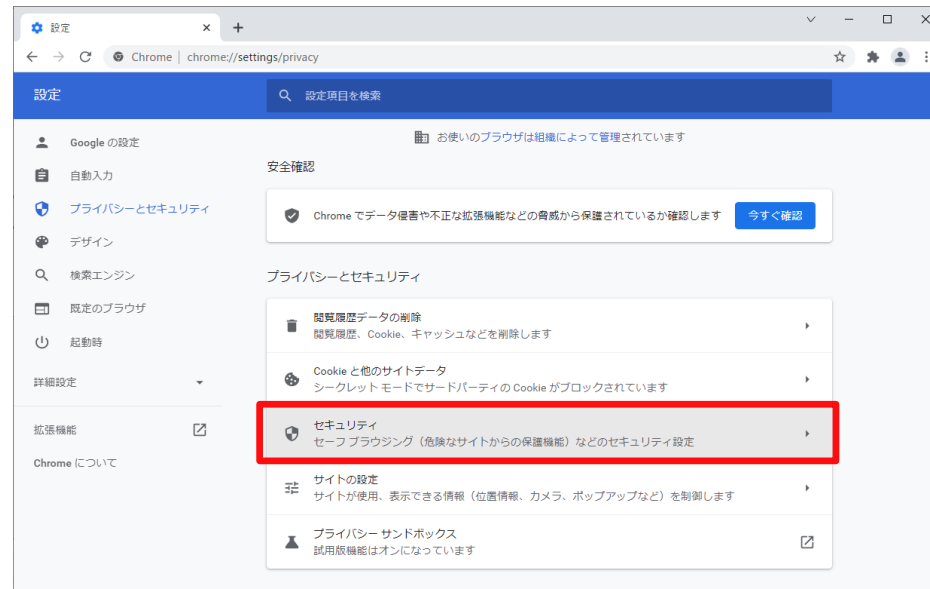 設定
Chrome | chrome://settings/privacy
設定
設定項目を検索
Google の設定
自動入力
プライバシーとセキュリティ
デザイン
検索エンジン
既定のブラウザ
起動時
詳細設定
拡張機能
Chrome について
お使いのブラウザは組織によって管理されています
安全確認
Chrome でデータ侵害や不正な拡張機能などの脅威から保護されているか確認します
今すぐ確認
プライバシーとセキュリティ
閲覧履歴データの削除
閲覧履歴、Cookie、キャッシュなどを削除します
Cookie と他のサイトデータ
シークレット モードでサードパーティの Cookie がブロックされています
セキュリティ
セーフ ブラウジング（危険なサイトからの保護機能）などのセキュリティ設定
サイトの設定
サイトが使用、表示できる情報（位置情報、カメラ、ポップアップなど）を制御します
プライバシー サンドボックス
試用版機能はオンになっています